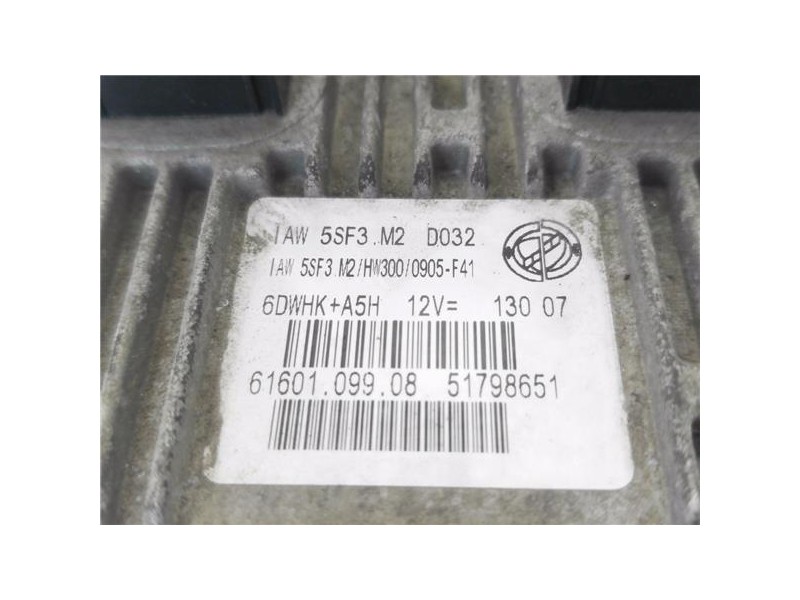 IAW 5SF3.M2 D032
IAW 5SF3.M2/HW300/0905-F41
6DWHK+A5H 12V= 130 07
61601.099.08 51798651